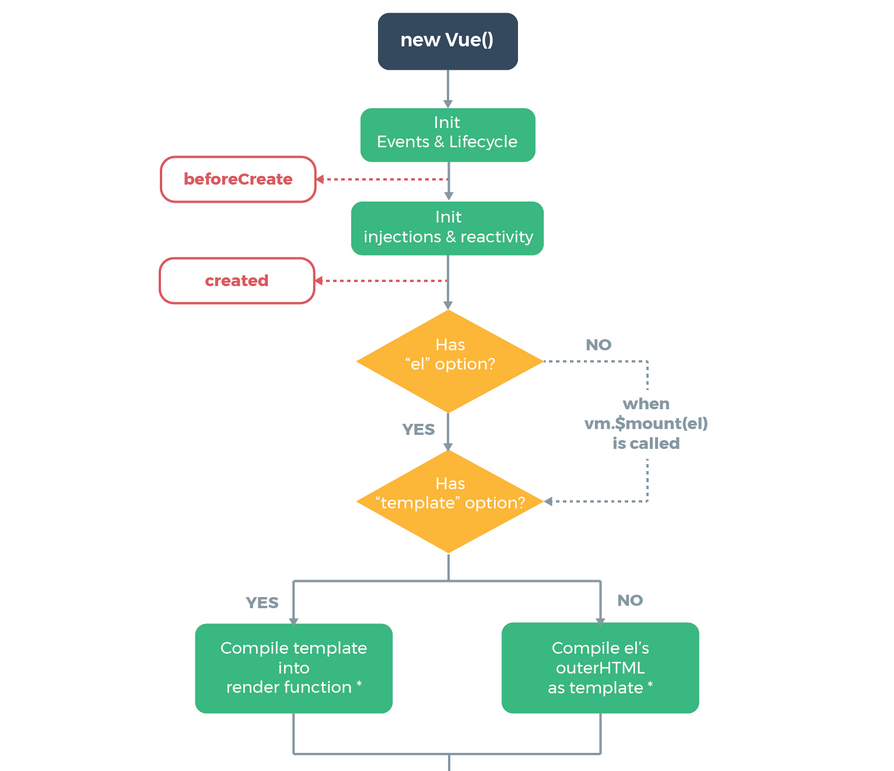 new Vue()
Init
Events & Lifecycle
beforeCreate
Init
injections & reactivity
created
Has
“el” option?
NO
when
vm.$mount(el)
is called
YES
Has
“template” option?
YES
NO
Compile template
into
render function *
Compile el’s
outerHTML
as template *